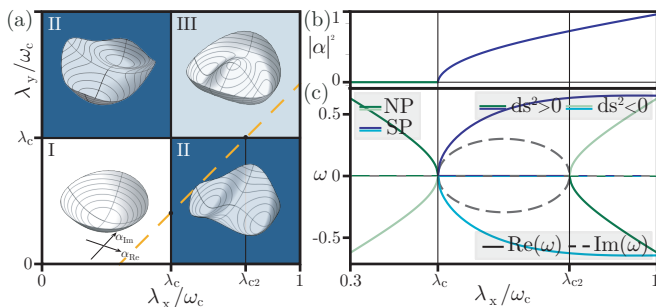 (a)
II
III
I
II
λy/ωc
λc
0
αIm
αRe
0
λc
λc2
1
λx/ωc
(b)
|α|²
1
0
(c)
NP
SP
ds²>0
ds²<0
ω
0.5
0
-0.5
Re(ω)
Im(ω)
0.3
λc
λc2
1
λx/ωc